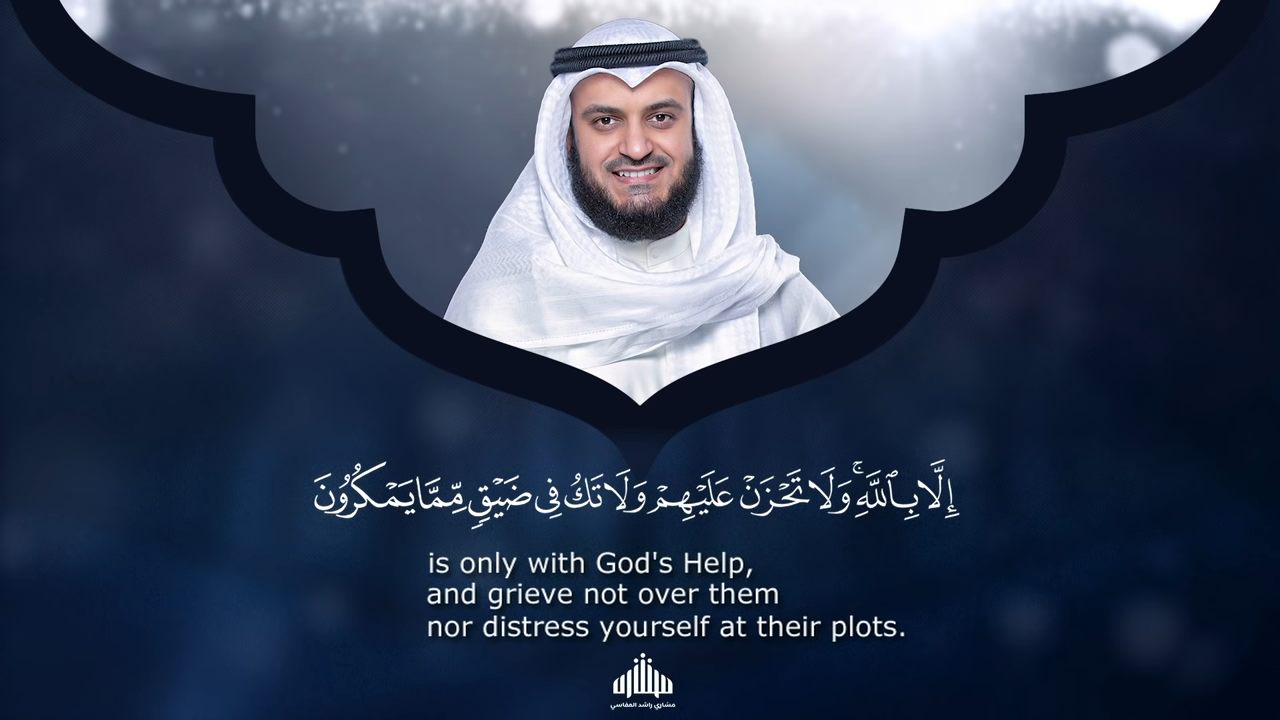 إِلَّا بِٱللَّهِۚ وَلَا تَحْزَنْ عَلَيْهِمْ وَلَا تَكُ فِى ضَيْقٍ مِّمَّا يَمْكُرُونَ
is only with God's Help,
and grieve not over them
nor distress yourself at their plots.
مشاري راشد العفاسي